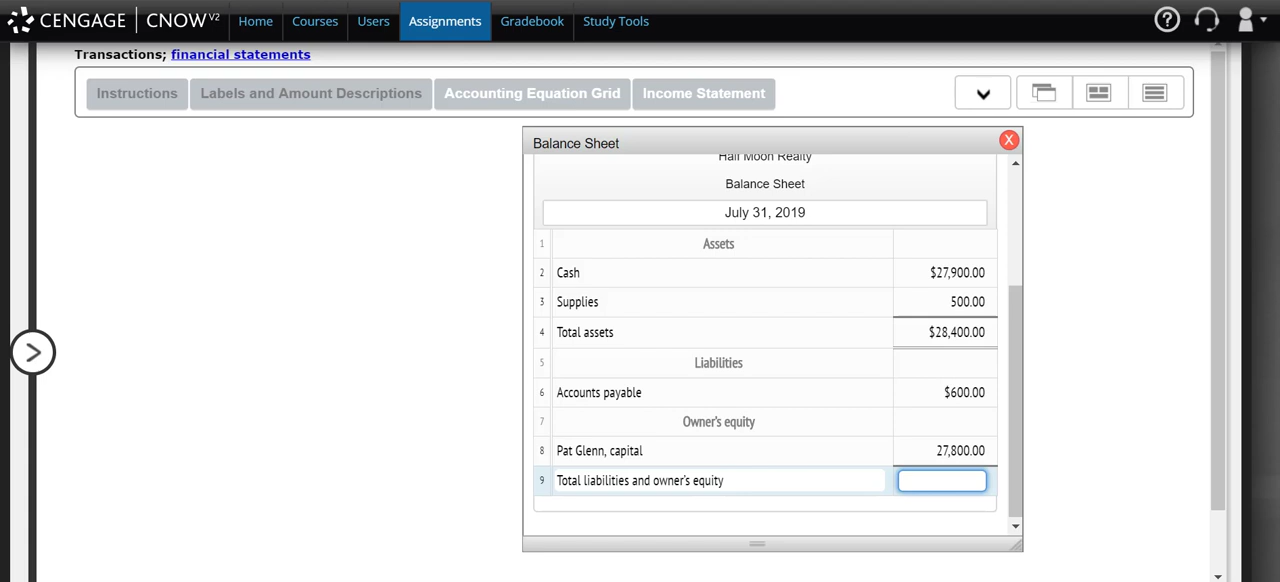 CENGAGE | CNOWV2 Home Courses Users Assignments Gradebook Study Tools ?
Transactions; financial statements
Instructions Labels and Amount Descriptions Accounting Equation Grid Income Statement
Balance Sheet X
Half Moon Realty
Balance Sheet
July 31, 2019
1 Assets
2 Cash $27,900.00
3 Supplies 500.00
4 Total assets $28,400.00
5 Liabilities
6 Accounts payable $600.00
7 Owner's equity
8 Pat Glenn, capital 27,800.00
9 Total liabilities and owner's equity